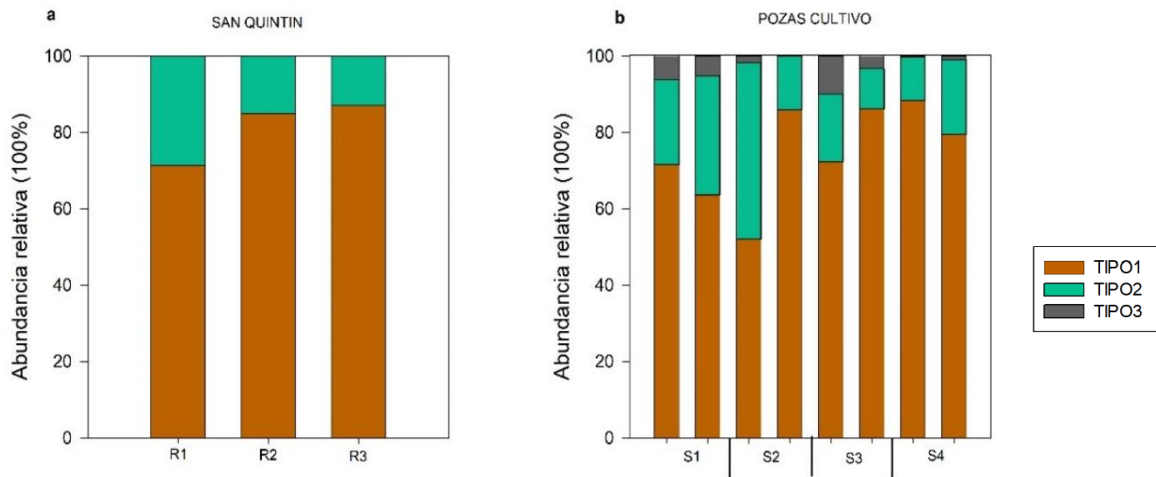 a
SAN QUINTIN
Abundancia relativa (100%)
100
80
60
40
20
0
R1 R2 R3
b
POZAS CULTIVO
Abundancia relativa (100%)
100
80
60
40
20
0
S1 S2 S3 S4
TIPO1
TIPO2
TIPO3